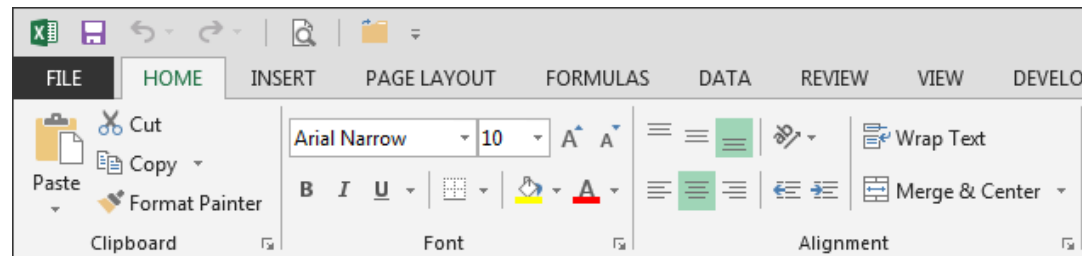 FILE HOME INSERT PAGE LAYOUT FORMULAS DATA REVIEW VIEW DEVELO
Paste
Cut
Copy
Format Painter
Clipboard
Arial Narrow 10 A A
B I U A
Font
Wrap Text
Merge & Center
Alignment